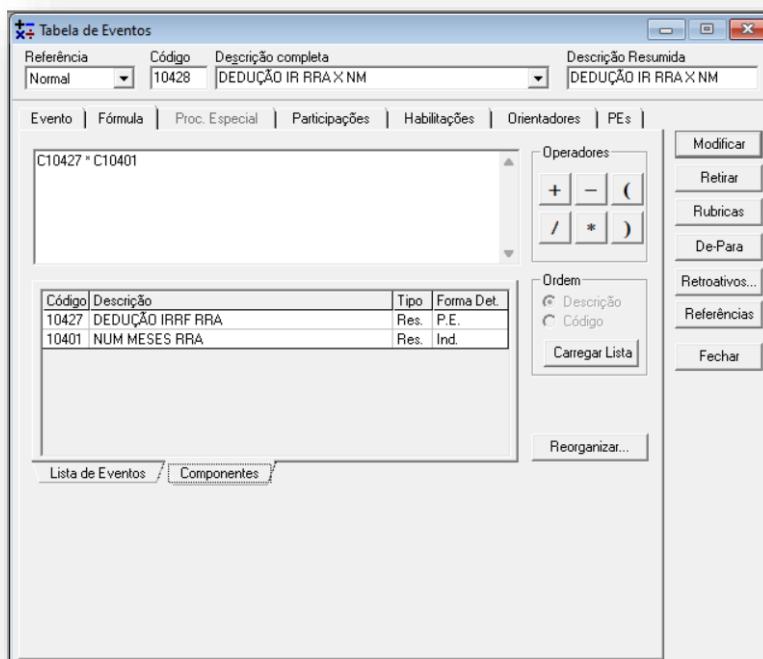 Tabela de Eventos
Referência Código Descrição completa Descrição Resumida
Normal 10428 DEDUÇÃO IR RRA X NM DEDUÇÃO IR RRA X NM
Evento Fórmula Proc. Especial Participações Habilitações Orientadores PEs
C10427 * C10401
Operadores
+ − (
/ * )
Modificar
Retirar
Rubricas
De-Para
Retroativos...
Referências
Fechar
Código Descrição Tipo Forma Det.
10427 DEDUÇÃO IRRF RRA Res. P.E.
10401 NUM MESES RRA Res. Ind.
Ordem
Descrição
Código
Carregar Lista
Reorganizar...
Lista de Eventos Componentes